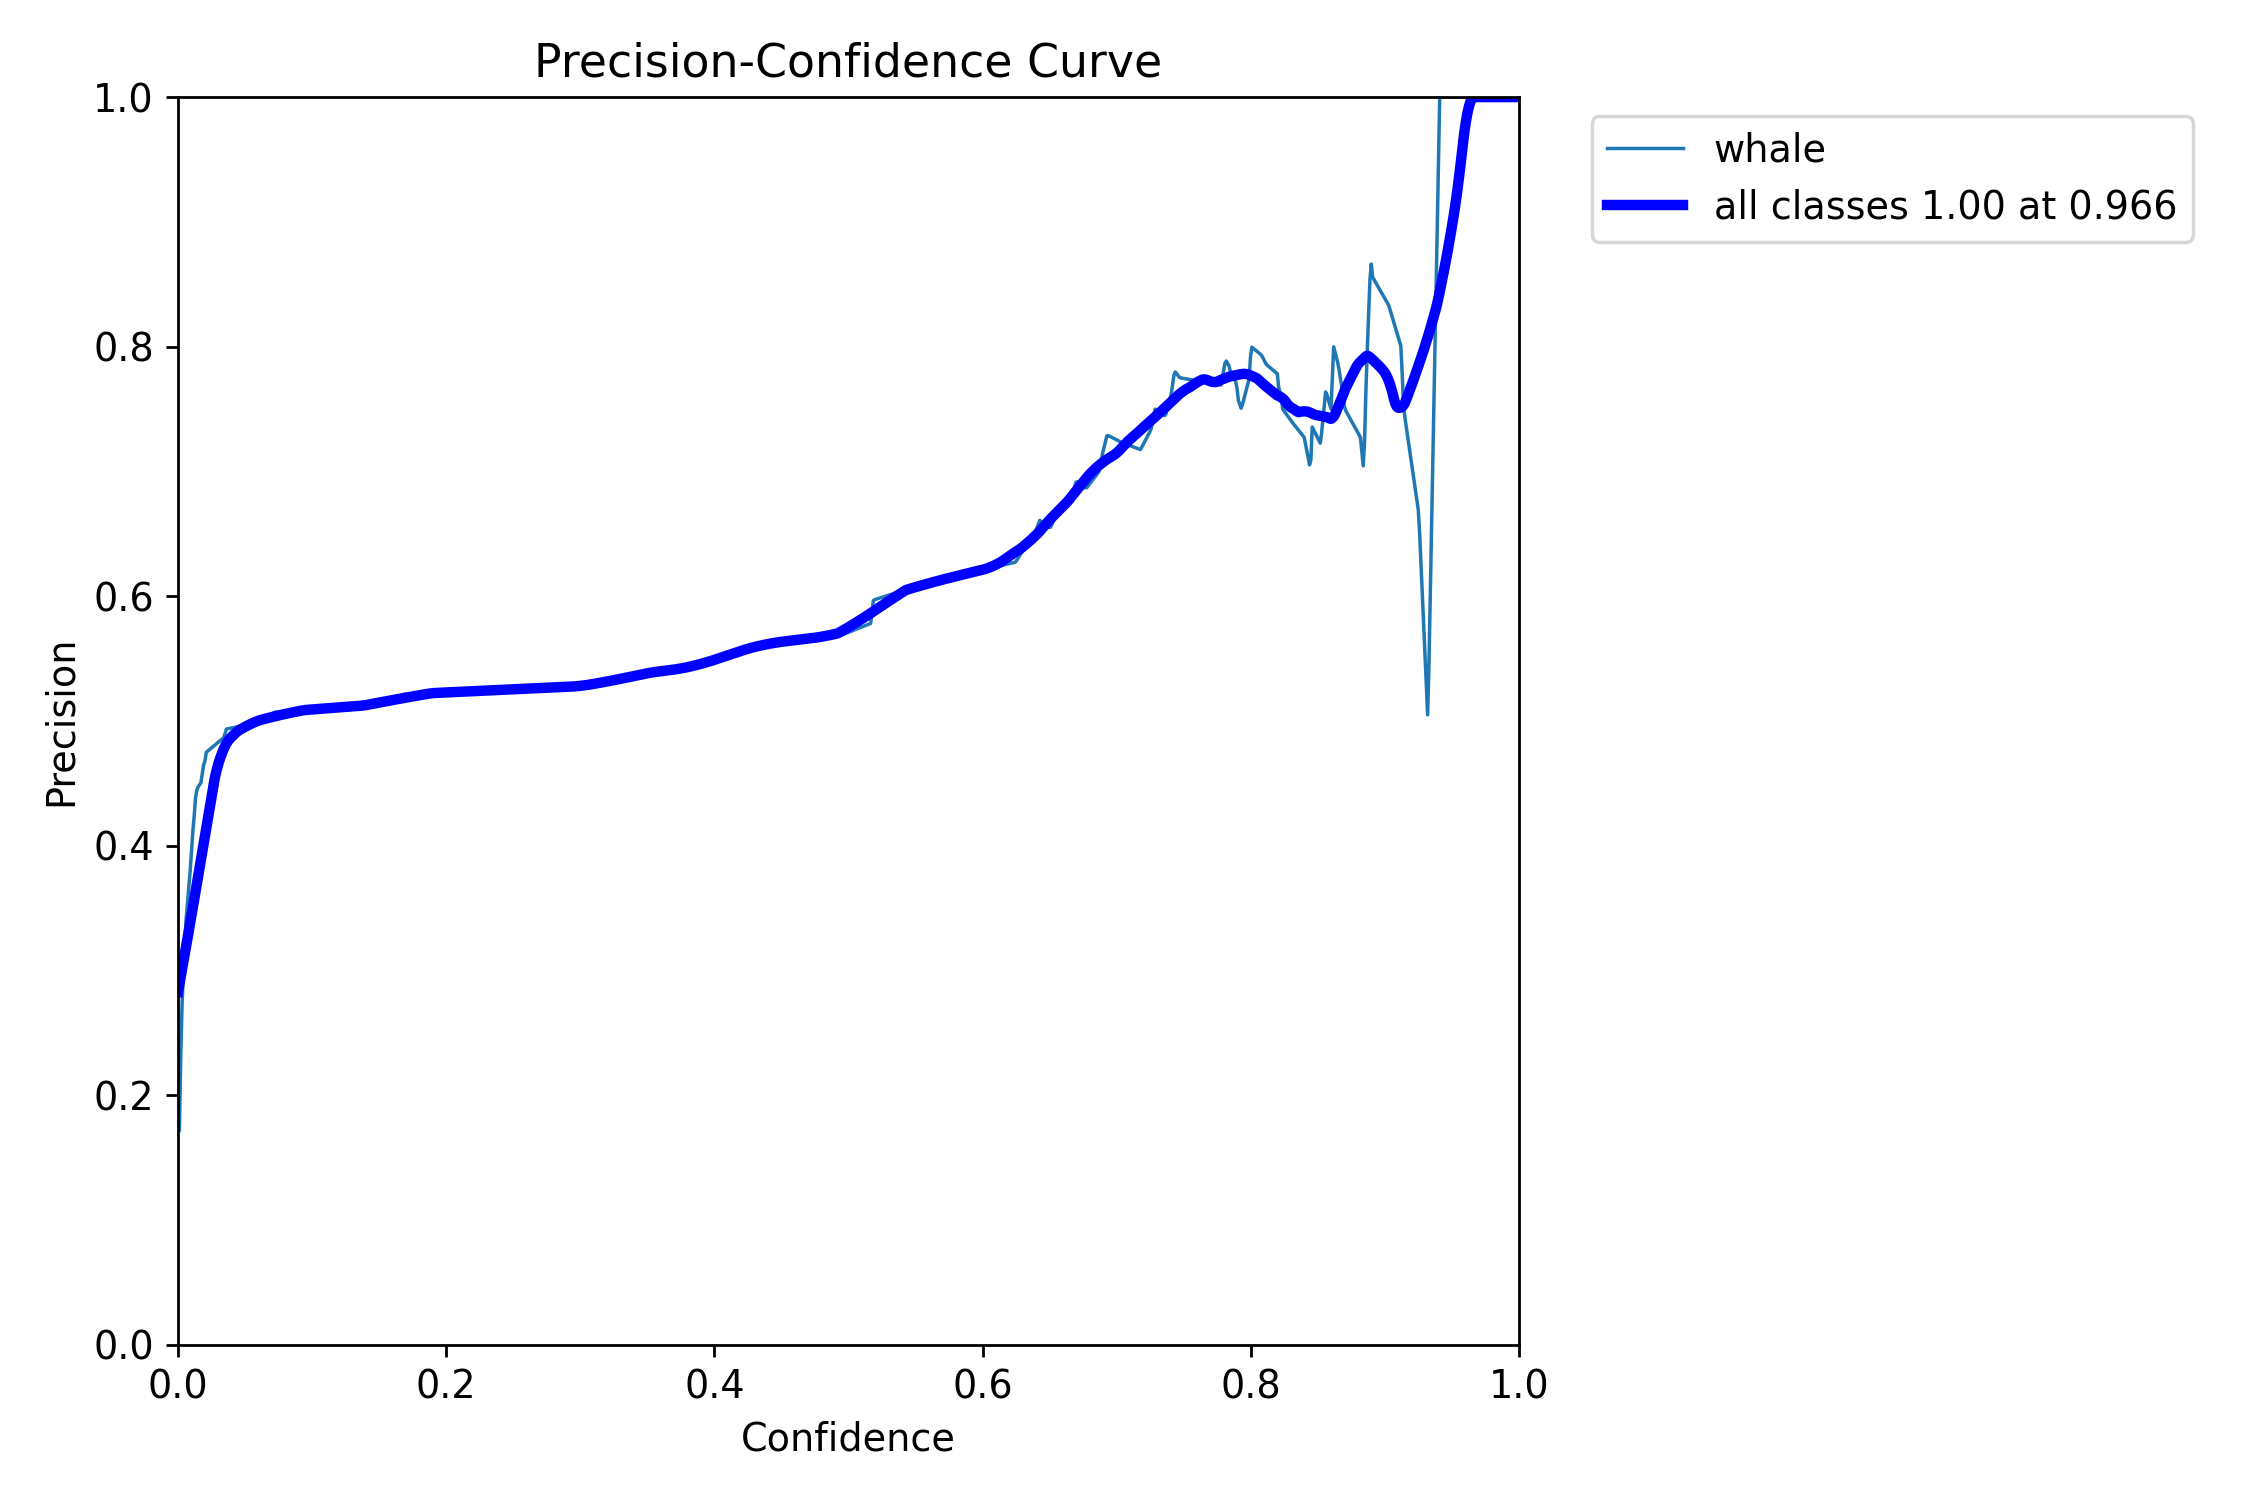 Precision-Confidence Curve
1.0
0.8
0.6
0.4
0.2
0.0
Precision
0.0 0.2 0.4 0.6 0.8 1.0
Confidence
whale
all classes 1.00 at 0.966